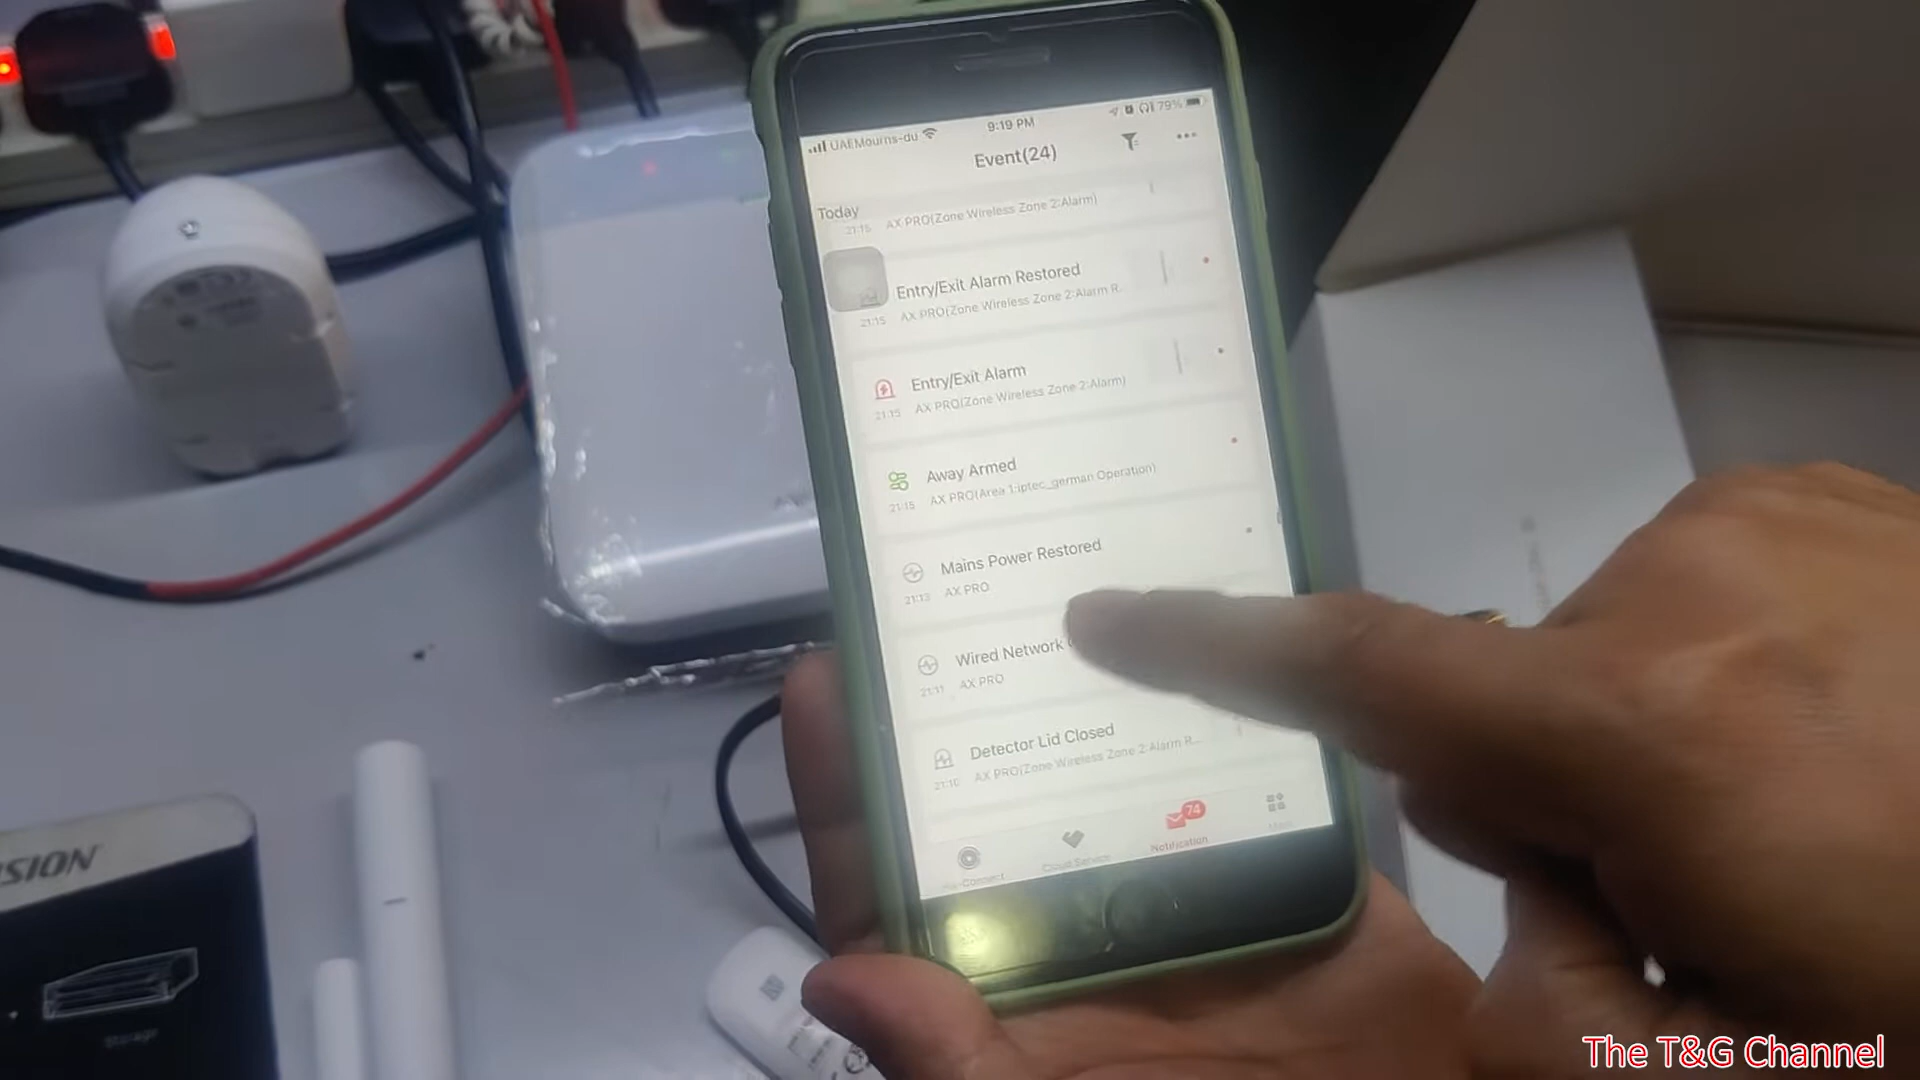 UAEMourns-du
9:19 PM
79%
Event(24)
Today
21:15 AX PRO(Zone Wireless Zone 2:Alarm)
Entry/Exit Alarm Restored
21:15 AX PRO(Zone Wireless Zone 2:Alarm R...
Entry/Exit Alarm
21:15 AX PRO(Zone Wireless Zone 2:Alarm)
Away Armed
21:15 AX PRO(Area 1:iptec_german Operation)
Mains Power Restored
21:13 AX PRO
Wired Network
21:11 AX PRO
Detector Lid Closed
21:10 AX PRO(Zone Wireless Zone 2:Alarm R...
74
Hik-Connect
Cloud Service
Notification
SION
Storage
The T&G Channel